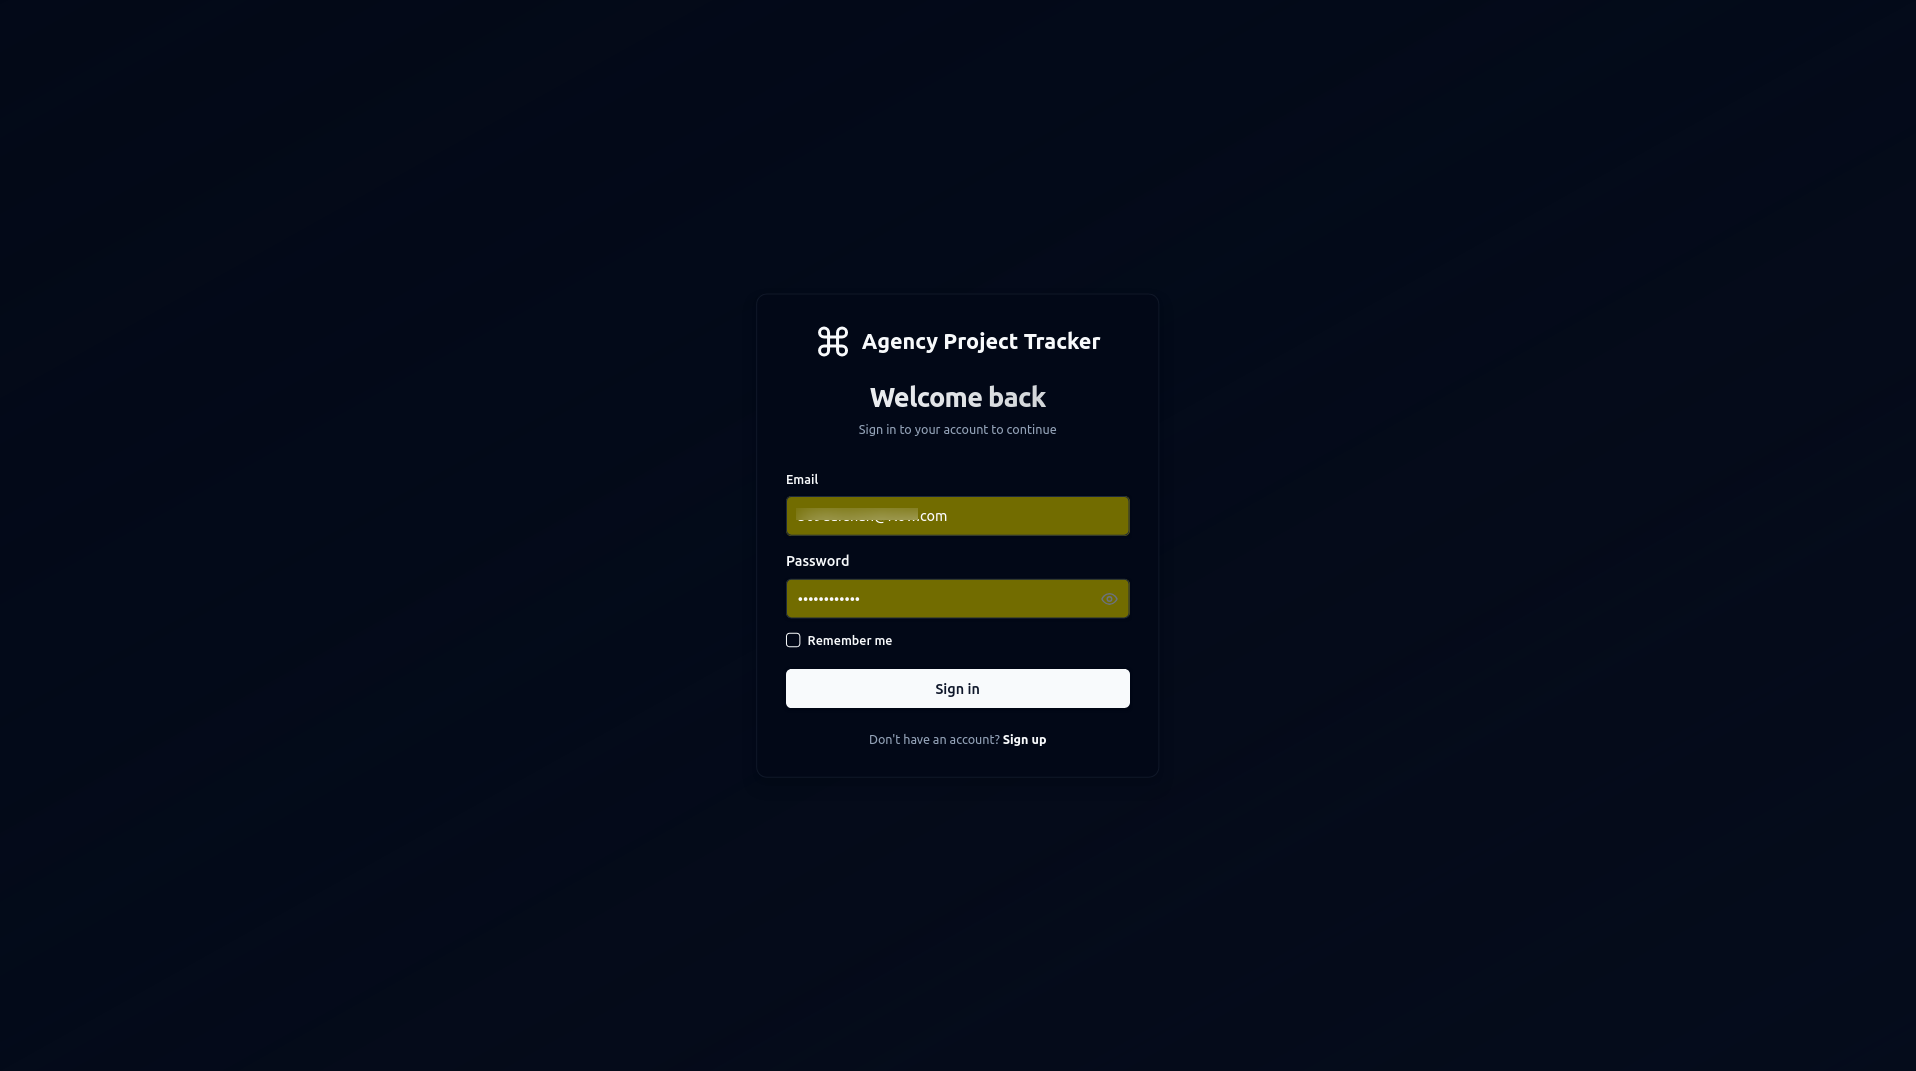 Agency Project Tracker
Welcome back
Sign in to your account to continue
Email
.com
Password
••••••••••••
Remember me
Sign in
Don't have an account? Sign up